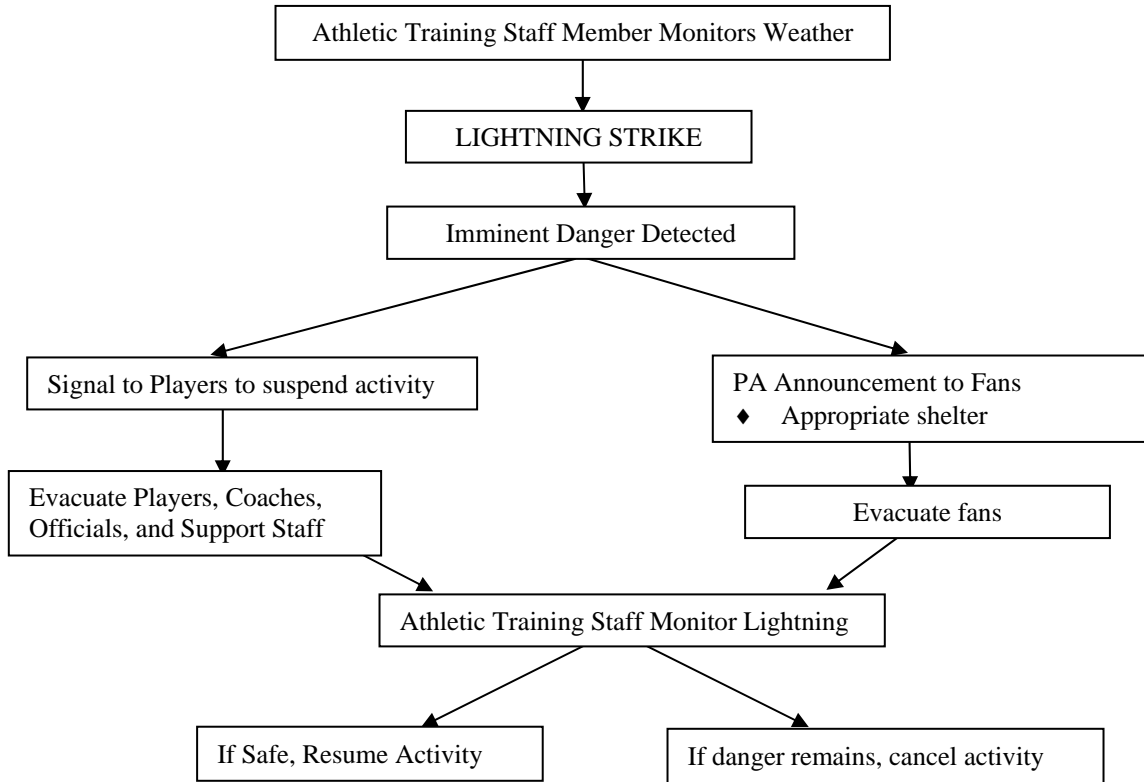 Athletic Training Staff Member Monitors Weather
LIGHTNING STRIKE
Imminent Danger Detected
Signal to Players to suspend activity
PA Announcement to Fans
♦ Appropriate shelter
Evacuate Players, Coaches,
Officials, and Support Staff
Evacuate fans
Athletic Training Staff Monitor Lightning
If Safe, Resume Activity
If danger remains, cancel activity